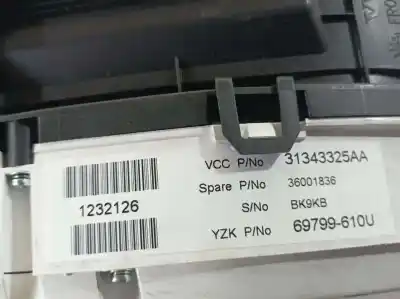 VCC P/No 31343325AA
Spare P/No 36001836
1232126
S/No BK9KB
YZK P/No 69799-610U